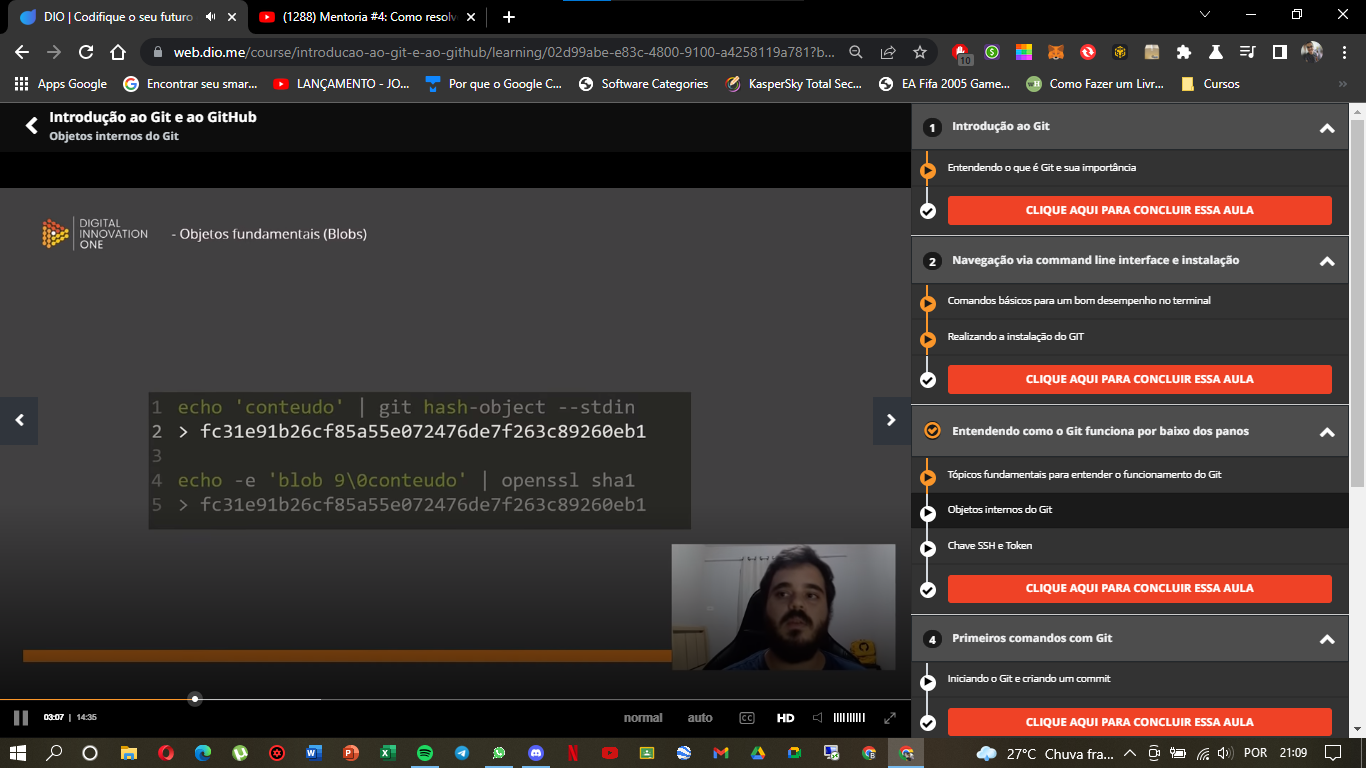 DIO | Codifique o seu futuro
(1288) Mentoria #4: Como resolv
web.dio.me/course/introducao-ao-git-e-ao-github/learning/02d99abe-e83c-4800-9100-a4258119a781?b...
10
Apps Google
Encontrar seu smar...
LANÇAMENTO - JO...
Por que o Google C...
Software Categories
KasperSky Total Sec...
EA Fifa 2005 Game...
Como Fazer um Livr...
Cursos
»
Introdução ao Git e ao GitHub
Objetos internos do Git
DIGITAL
INNOVATION
ONE
- Objetos fundamentais (Blobs)
1 echo 'conteudo' | git hash-object --stdin
2 > fc31e91b26cf85a55e072476de7f263c89260eb1
3
4 echo -e 'blob 9\0conteudo' | openssl sha1
5 > fc31e91b26cf85a55e072476de7f263c89260eb1
03:07 | 14:35
normal
auto
CC
HD
1 Introdução ao Git
Entendendo o que é Git e sua importância
CLIQUE AQUI PARA CONCLUIR ESSA AULA
2 Navegação via command line interface e instalação
Comandos básicos para um bom desempenho no terminal
Realizando a instalação do GIT
CLIQUE AQUI PARA CONCLUIR ESSA AULA
Entendendo como o Git funciona por baixo dos panos
Tópicos fundamentais para entender o funcionamento do Git
Objetos internos do Git
Chave SSH e Token
CLIQUE AQUI PARA CONCLUIR ESSA AULA
4 Primeiros comandos com Git
Iniciando o Git e criando um commit
CLIQUE AQUI PARA CONCLUIR ESSA AULA
27°C Chuva fra...
POR
21:09